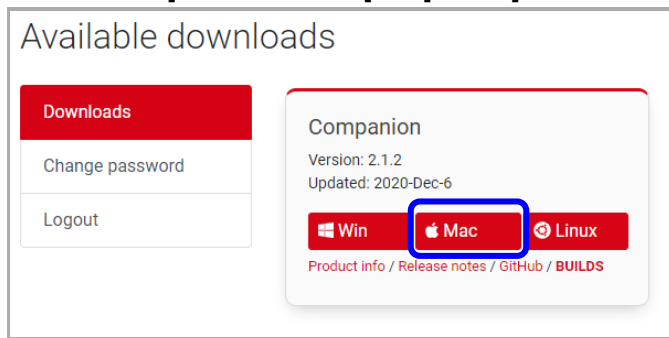 Available downloads
Downloads
Change password
Logout
Companion
Version: 2.1.2
Updated: 2020-Dec-6
Win
Mac
Linux
Product info / Release notes / GitHub / BUILDS